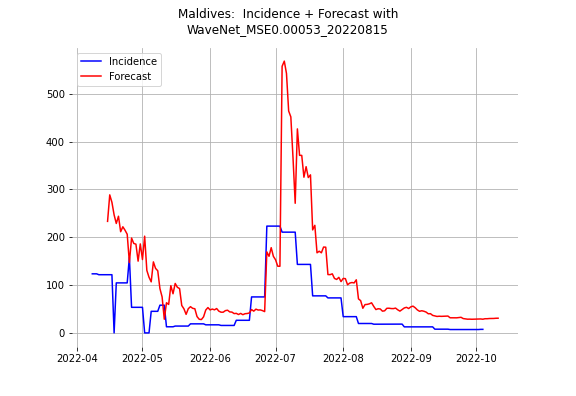 Maldives:  Incidence + Forecast with
WaveNet_MSE0.00053_20220815
Incidence
Forecast
500
400
300
200
100
0
2022-04 2022-05 2022-06 2022-07 2022-08 2022-09 2022-10